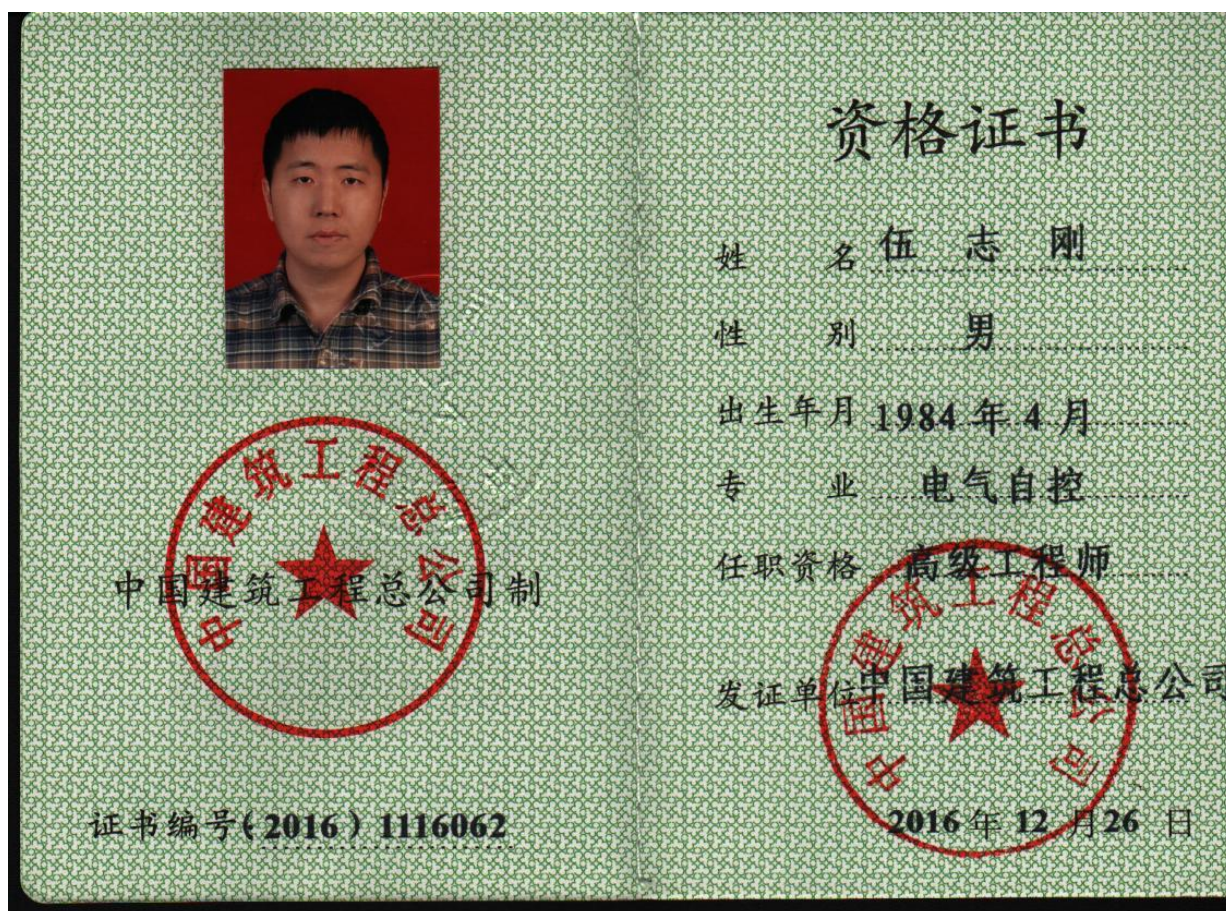 中国建筑工程总公司
中国建筑工程总公司制
证书编号(2016)1116062
资格证书
姓 名 伍 志 刚
性 别 男
出生年月 1984 年 4 月
专 业 电气自控
任职资格 高级工程师
发证单位 中国建筑工程总公司
中国建筑工程总公司
2016 年 12 月 26 日